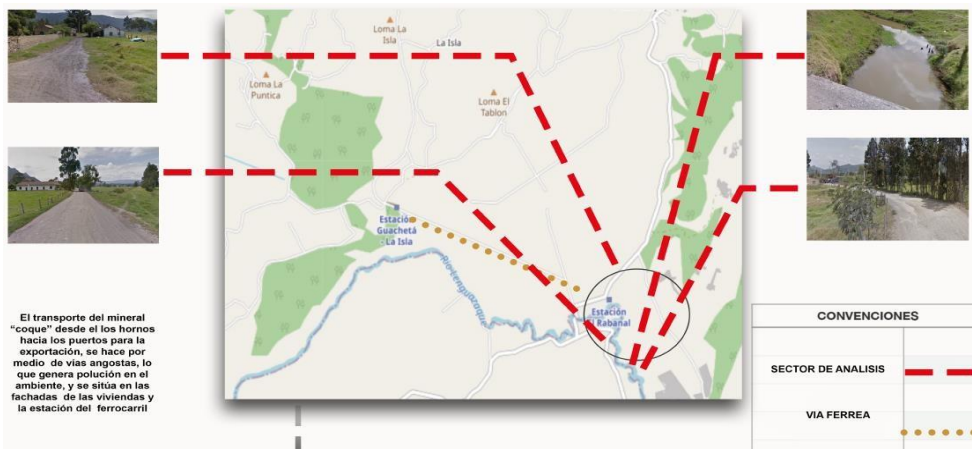 Loma La
Isla
La Isla
Loma La
Puntica
Loma El
Tablon
Estación
Guachetá
- La Isla
Río Lenguazaque
Estación
El Rabanal
El transporte del mineral
"coque" desde el los hornos
hacia los puertos para la
exportación, se hace por
medio de vías angostas, lo
que genera polución en el
ambiente, y se sitúa en las
fachadas de las viviendas y
la estación del ferrocarril
CONVENCIONES
SECTOR DE ANALISIS
VIA FERREA